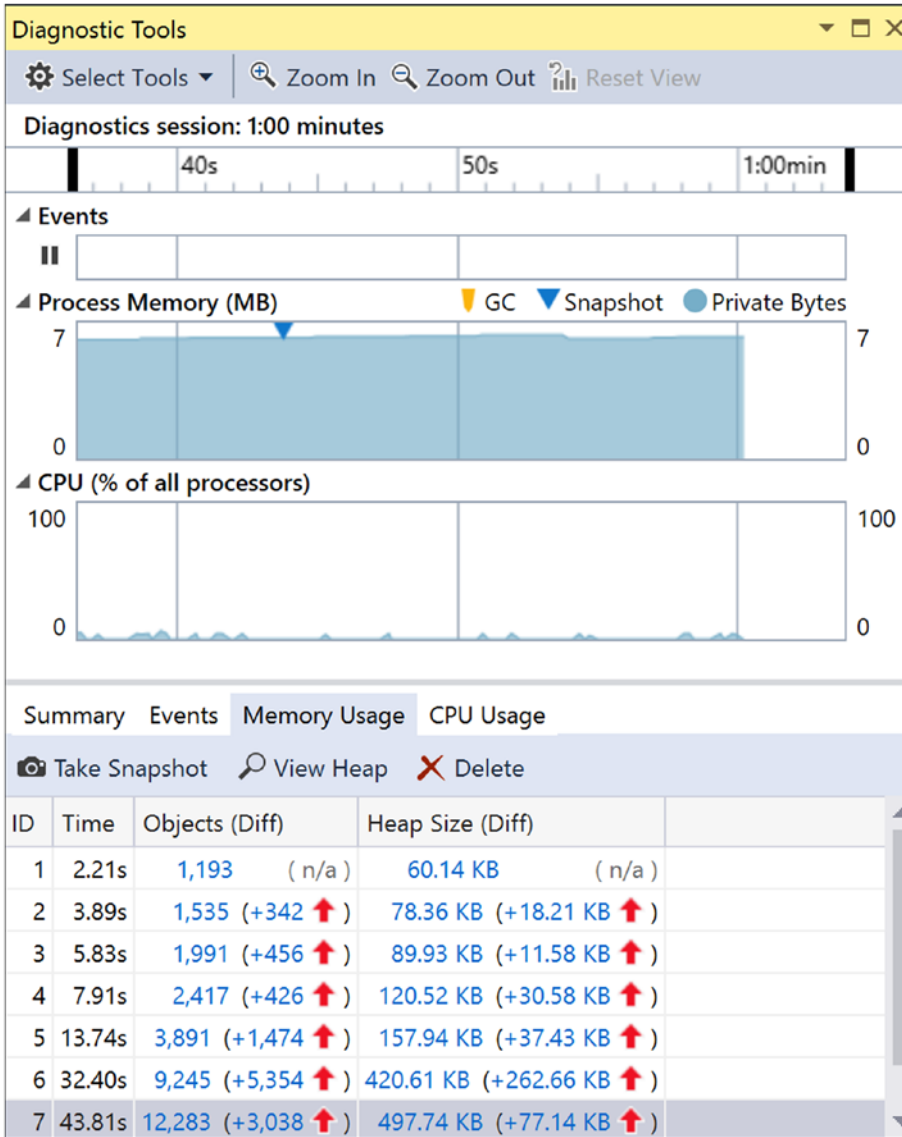 Diagnostic Tools
Select Tools Zoom In Zoom Out Reset View
Diagnostics session: 1:00 minutes
40s 50s 1:00min
Events
Process Memory (MB) GC Snapshot Private Bytes
7 7
0 0
CPU (% of all processors)
100 100
0 0
Summary Events Memory Usage CPU Usage
Take Snapshot View Heap Delete
ID Time Objects (Diff) Heap Size (Diff)
1 2.21s 1,193 (n/a) 60.14 KB (n/a)
2 3.89s 1,535 (+342 ↑) 78.36 KB (+18.21 KB ↑)
3 5.83s 1,991 (+456 ↑) 89.93 KB (+11.58 KB ↑)
4 7.91s 2,417 (+426 ↑) 120.52 KB (+30.58 KB ↑)
5 13.74s 3,891 (+1,474 ↑) 157.94 KB (+37.43 KB ↑)
6 32.40s 9,245 (+5,354 ↑) 420.61 KB (+262.66 KB ↑)
7 43.81s 12,283 (+3,038 ↑) 497.74 KB (+77.14 KB ↑)